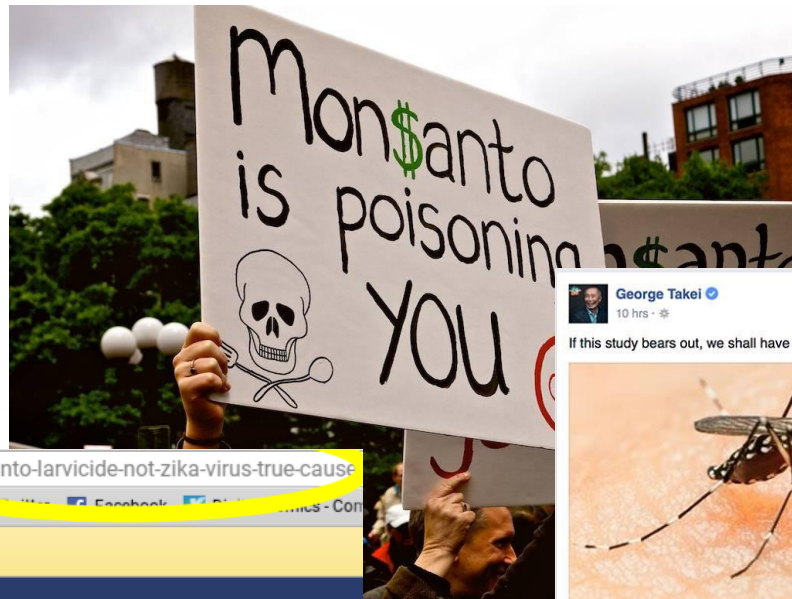 Mon$anto
is poisoning
YOU
George Takei
10 hrs
If this study bears out, we shall have
nto-larvicide-not-zika-virus-true-cause
Facebook